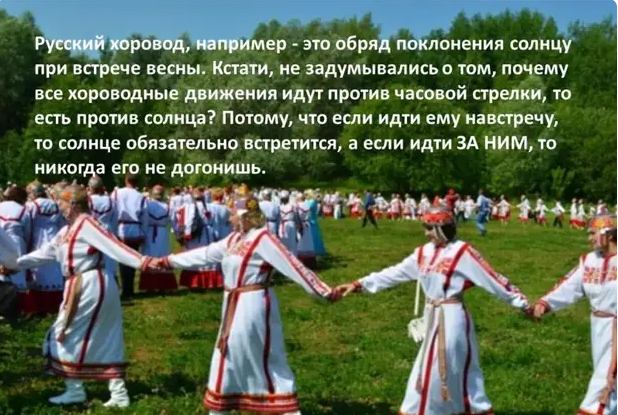 Русский хоровод, например - это обряд поклонения солнцу
при встрече весны. Кстати, не задумывались о том, почему
все хороводные движения идут против часовой стрелки, то
есть против солнца? Потому, что если идти ему навстречу,
то солнце обязательно встретится, а если идти ЗА НИМ, то
никогда его не догонишь.